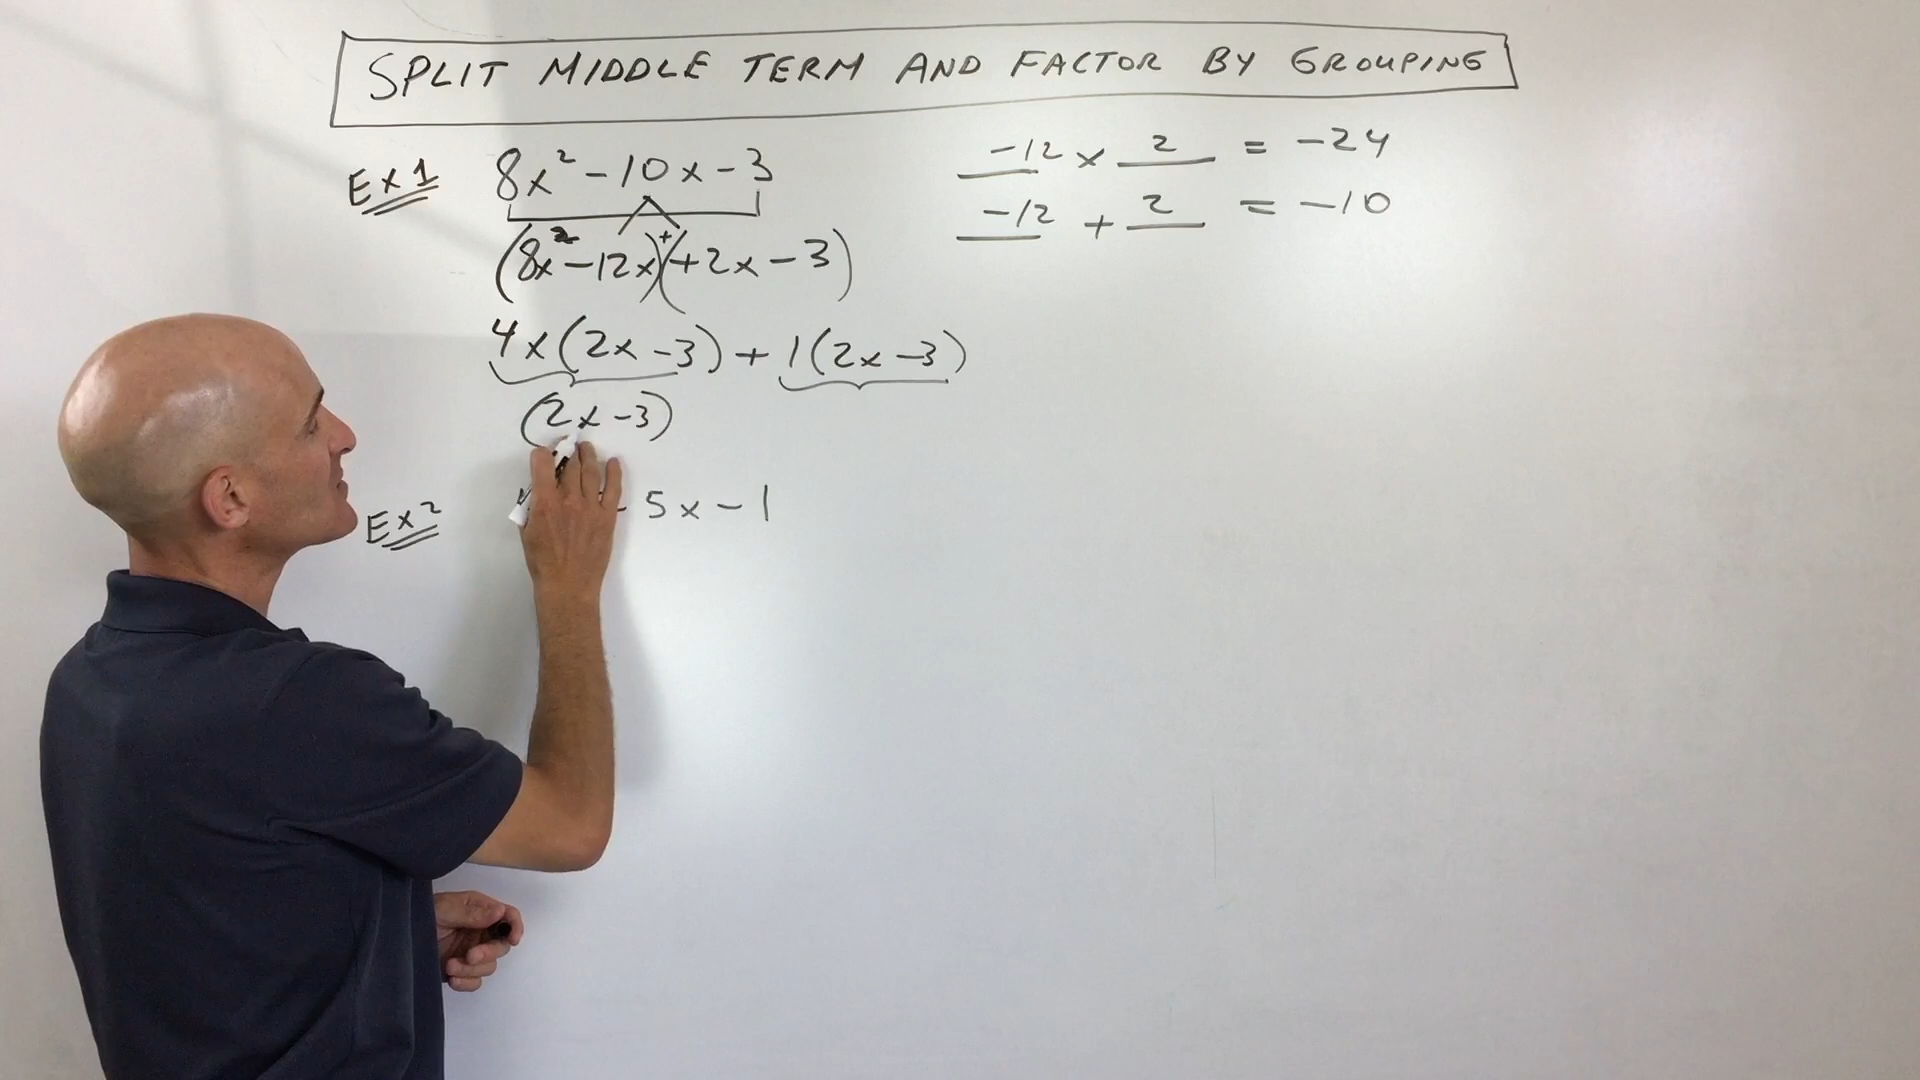 SPLIT MIDDLE TERM AND FACTOR BY GROUPING
Ex 1 8x² - 10x - 3
-12 x 2 = -24
-12 + 2 = -10
(8x² - 12x) + (+2x - 3)
4x(2x - 3) + 1(2x - 3)
(2x - 3)
Ex 2 - 5x - 1